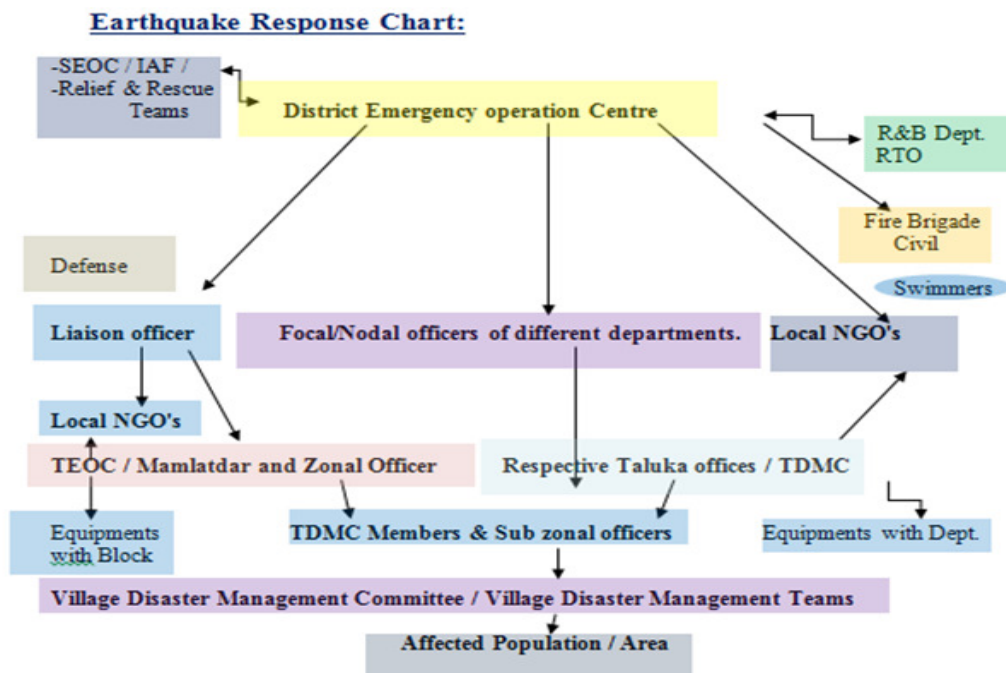 Earthquake Response Chart:
-SEOC / IAF /
-Relief & Rescue
Teams
District Emergency operation Centre
R&B Dept.
RTO
Fire Brigade
Civil
Defense
Swimmers
Liaison officer
Focal/Nodal officers of different departments.
Local NGO's
Local NGO's
TEOC / Mamlatdar and Zonal Officer
Respective Taluka offices / TDMC
Equipments
with Block
TDMC Members & Sub zonal officers
Equipments with Dept.
Village Disaster Management Committee / Village Disaster Management Teams
Affected Population / Area